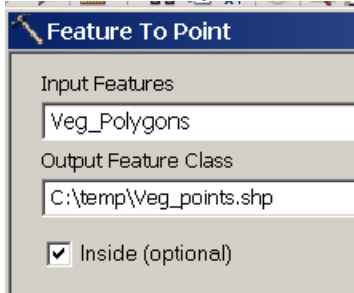 Feature To Point
Input Features
Veg_Polygons
Output Feature Class
C:\temp\Veg_points.shp
Inside (optional)